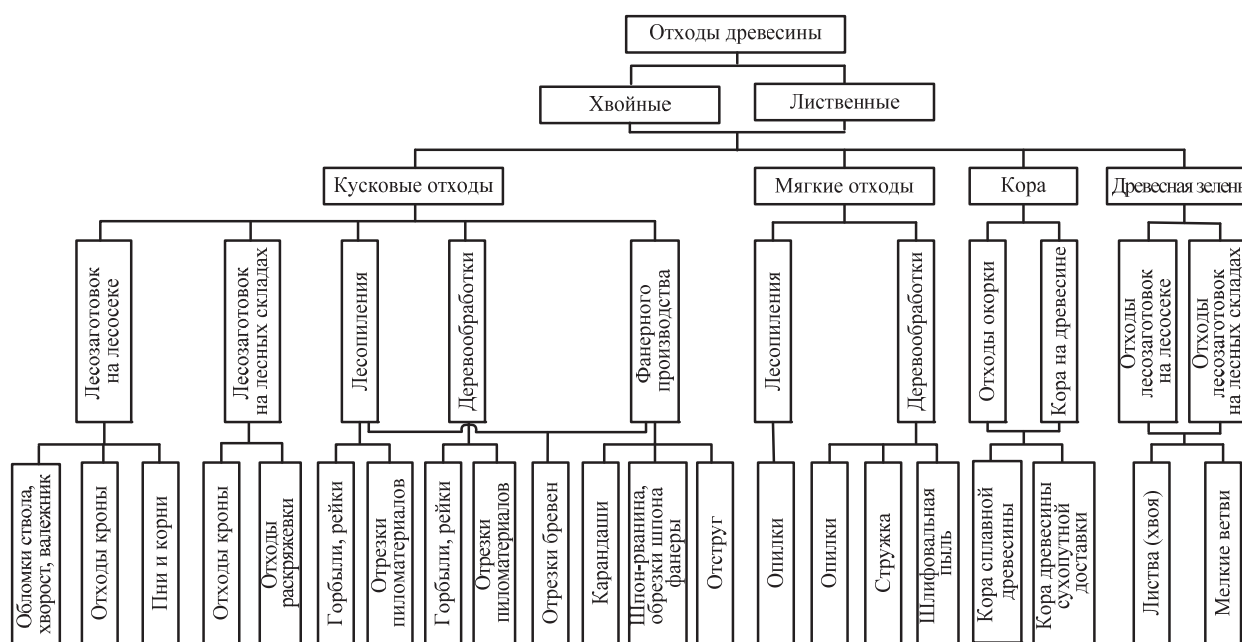 Отходы древесины
Хвойные
Лиственные
Кусковые отходы
Мягкие отходы
Кора
Древесная зелень
Лесозаготовок
на лесосеке
Лесозаготовок
на лесных складах
Лесопиления
Деревообработки
Фанерного
производства
Лесопиления
Деревообработки
Отходы окорки
Кора на древесине
Отходы
лесозаготовок
на лесосеке
Отходы
лесозаготовок
на лесных складах
Обломки ствола,
хворост, валежник
Отходы кроны
Пни и корни
Отходы кроны
Отходы
раскряжевки
Горбыли, рейки
Отрезки
пиломатериалов
Горбыли, рейки
Отрезки
пиломатериалов
Отрезки бревен
Карандаши
Шпон-рванина,
обрезки шпона
фанеры
Отструг
Опилки
Опилки
Стружка
Шлифовальная
пыль
Кора сплавной
древесины
Кора древесины
сухопутной
доставки
Листва (хвоя)
Мелкие ветви